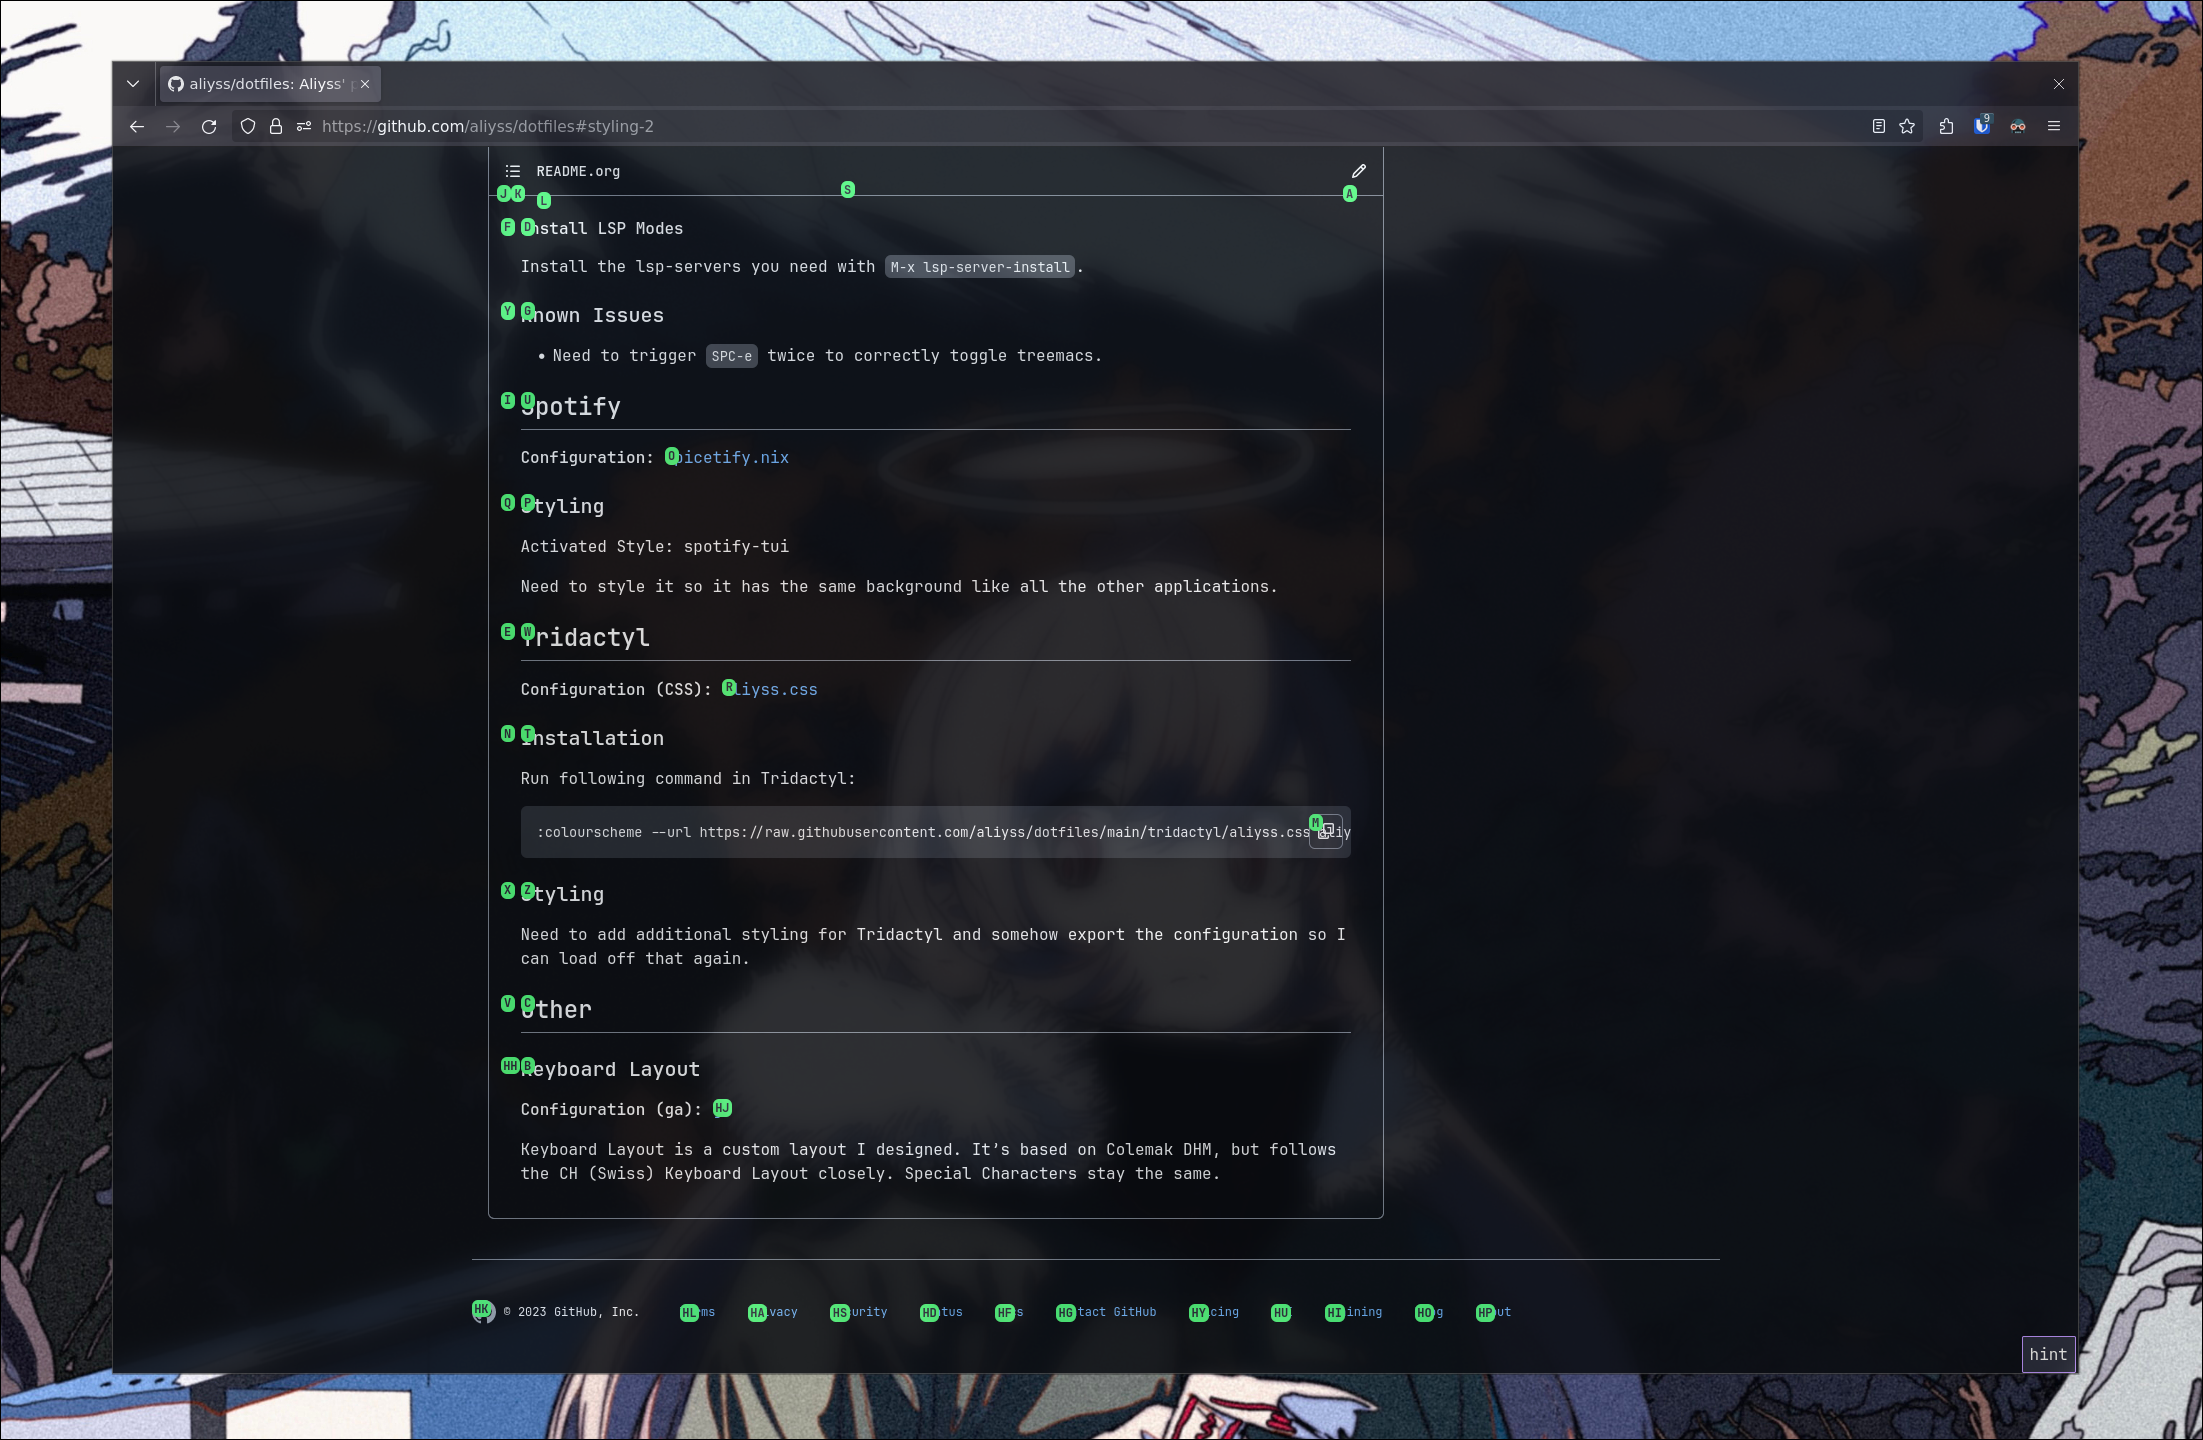 aliyss/dotfiles: Aliyss'
https://github.com/aliyss/dotfiles#styling-2
9
README.org
J K L S A
F D nstall LSP Modes
Install the lsp-servers you need with M-x lsp-server-install.
Y G nown Issues
• Need to trigger SPC-e twice to correctly toggle treemacs.
I U potify
Configuration: O picetify.nix
Q P tyling
Activated Style: spotify-tui
Need to style it so it has the same background like all the other applications.
E W ridactyl
Configuration (CSS): R liyss.css
N T nstallation
Run following command in Tridactyl:
M
:colourscheme --url https://raw.githubusercontent.com/aliyss/dotfiles/main/tridactyl/aliyss.css aliy
X Z tyling
Need to add additional styling for Tridactyl and somehow export the configuration so I
can load off that again.
V C ther
HH B eyboard Layout
Configuration (ga): HJ
Keyboard Layout is a custom layout I designed. It’s based on Colemak DHM, but follows
the CH (Swiss) Keyboard Layout closely. Special Characters stay the same.
HK © 2023 GitHub, Inc. HL ms HA vacy HS urity HD tus HF s HG tact GitHub HY cing HU HI ining HO g HP ut
hint